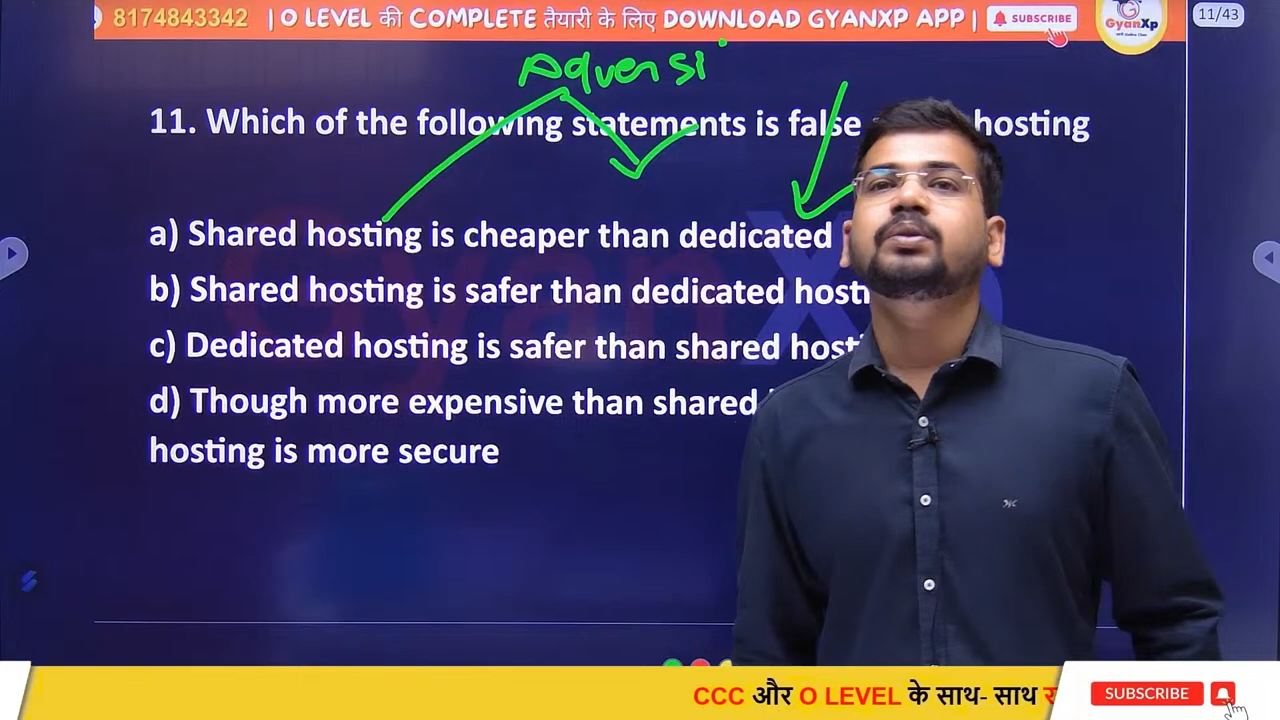 8174843342 | O LEVEL की COMPLETE तैयारी के लिए DOWNLOAD GYANXP APP | SUBSCRIBE
GyanXp
11/43
11. Which of the following statements is false hosting
a) Shared hosting is cheaper than dedicated
b) Shared hosting is safer than dedicated
c) Dedicated hosting is safer than shared
d) Though more expensive than shared
hosting is more secure
CCC और O LEVEL के साथ- साथ
SUBSCRIBE